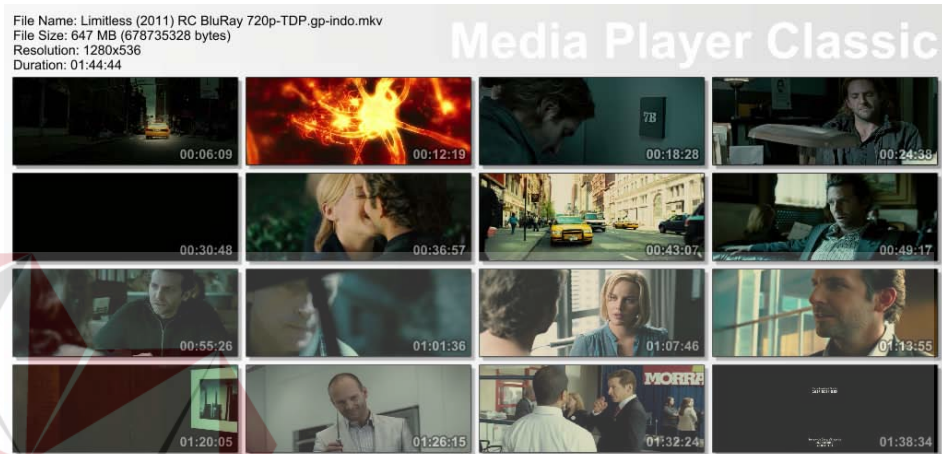 File Name: Limitless (2011) RC BluRay 720p-TDP.gp-indo.mkv
File Size: 647 MB (678735328 bytes)
Resolution: 1280x536
Duration: 01:44:44
Media Player Classic
00:06:09
00:12:19
7B
00:18:28
00:24:38
00:30:48
00:36:57
00:43:07
00:49:17
00:55:26
01:01:36
01:07:46
01:13:55
01:20:05
01:26:15
MORRA
01:32:24
01:38:34